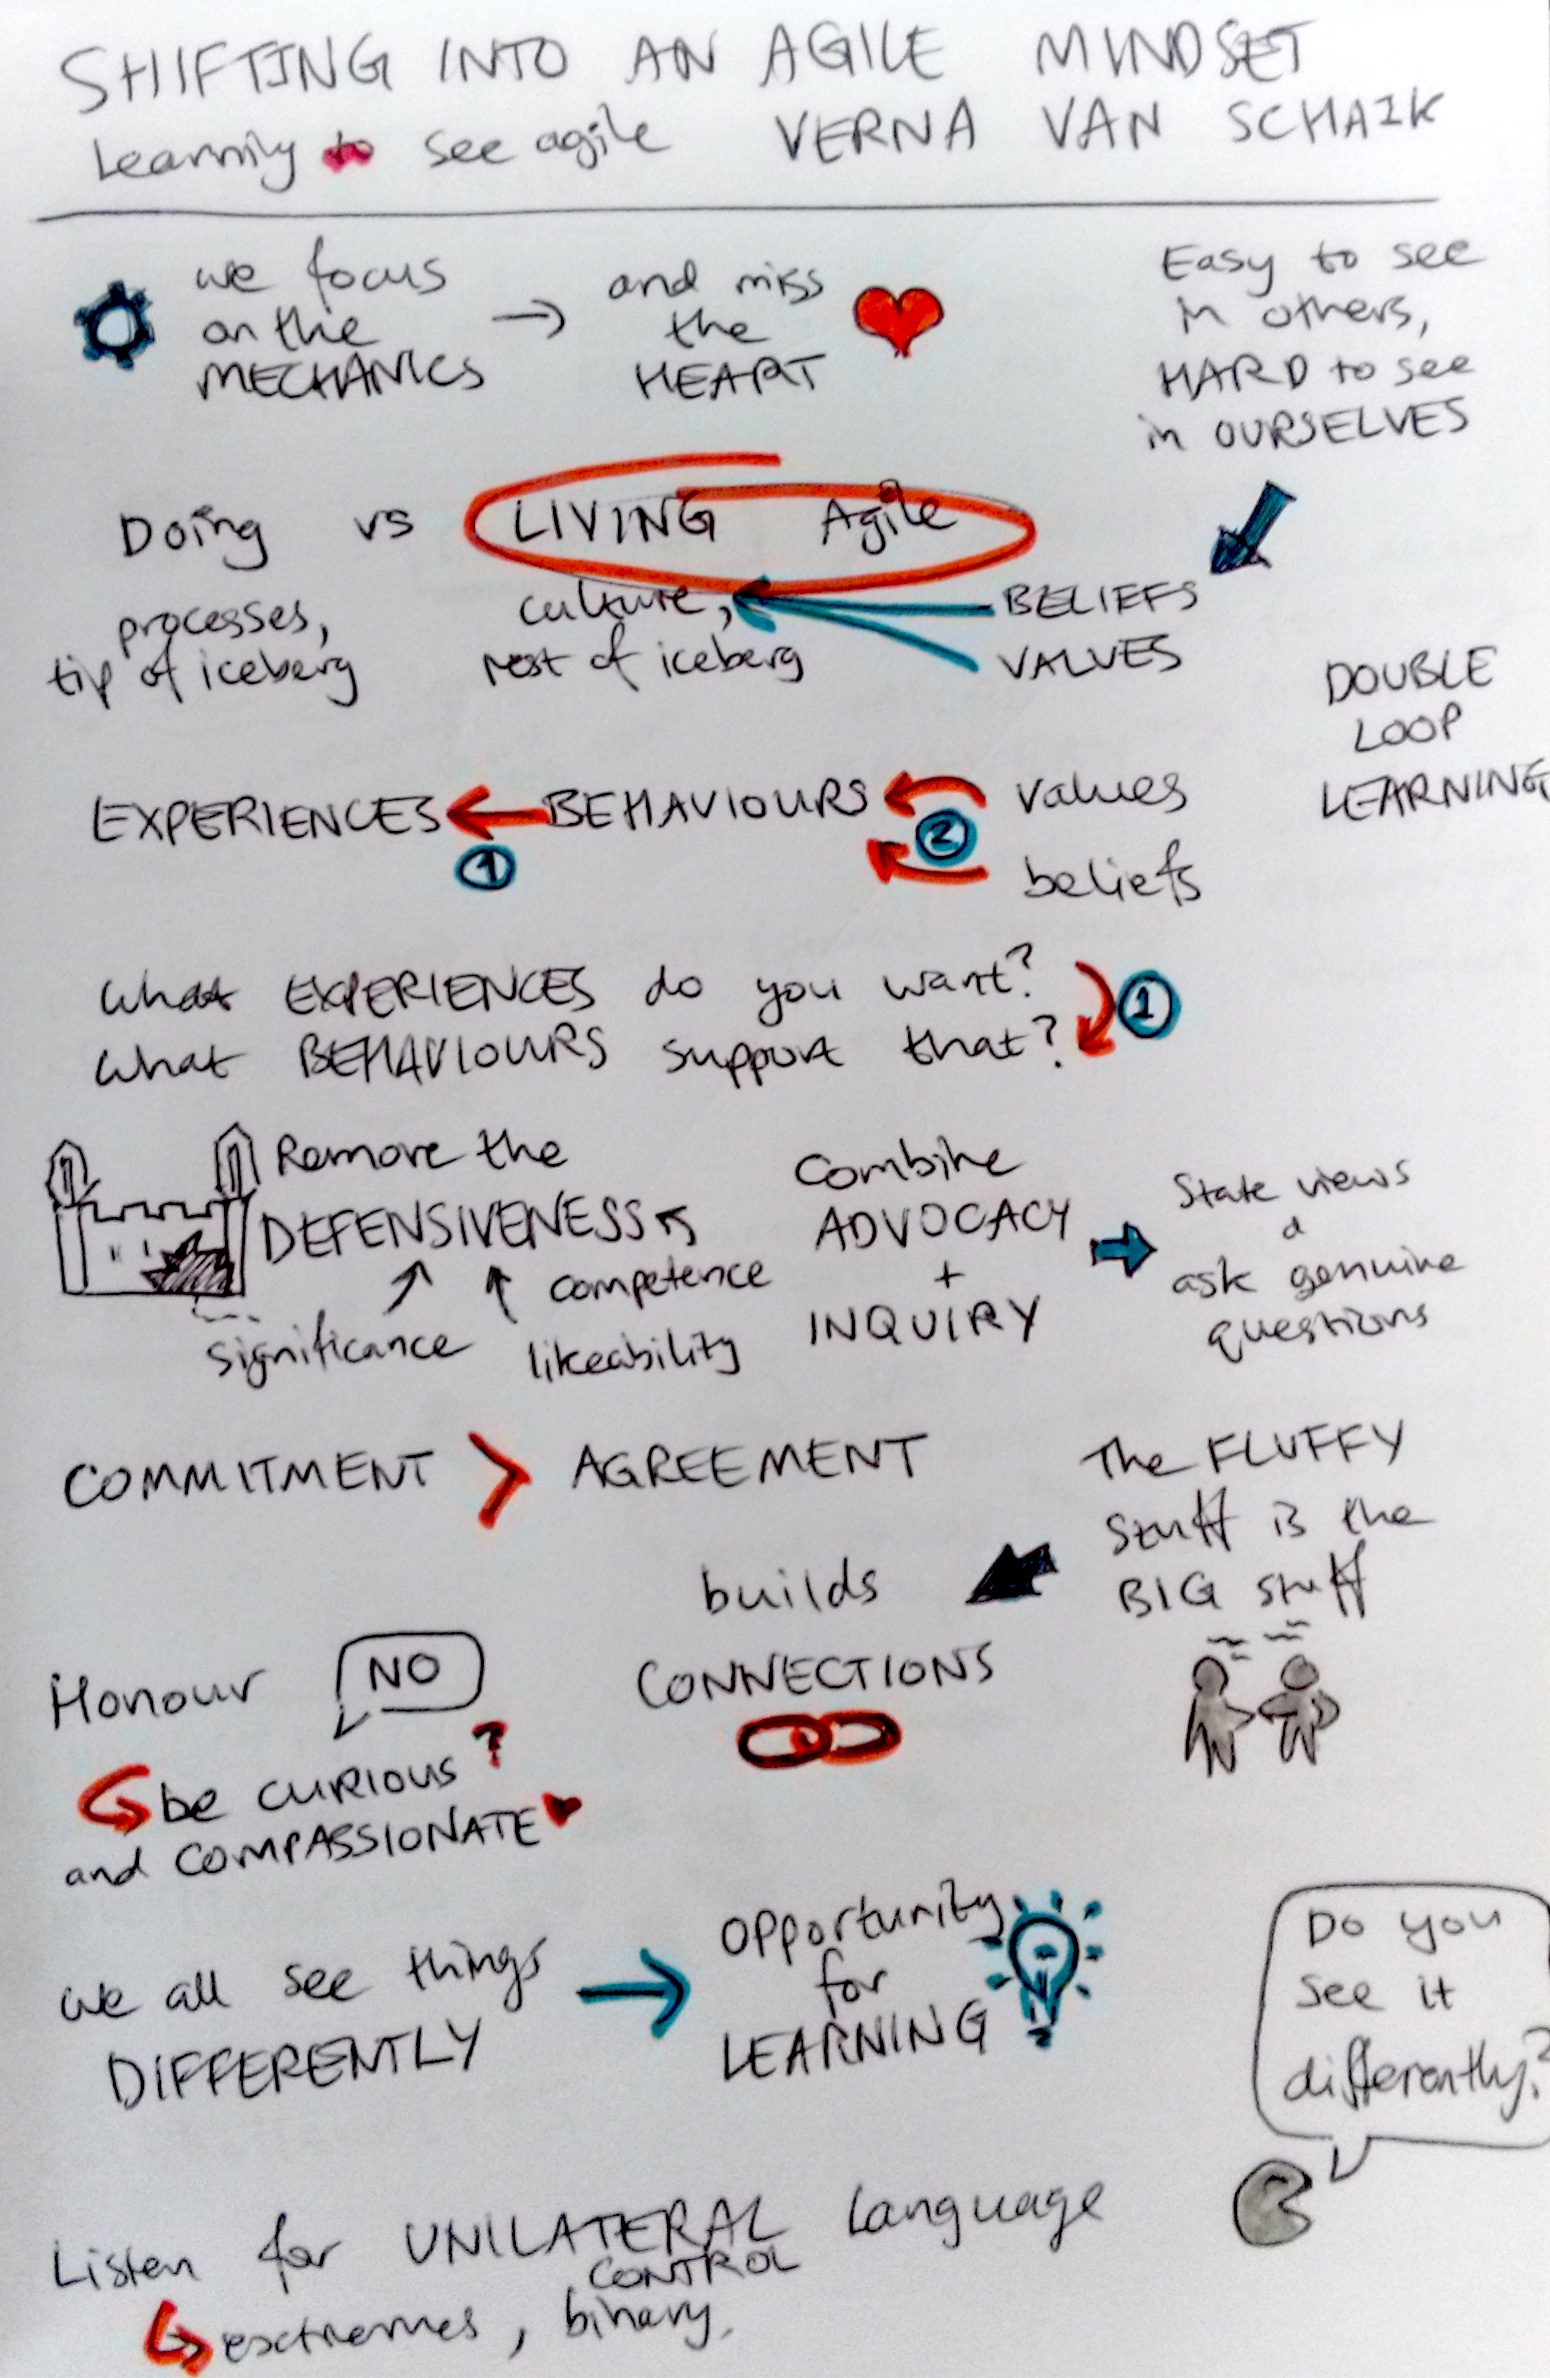 SHIFTING INTO AN AGILE MINDSET
Learning to see agile VERNA VAN SCHAIK
we focus
on the
MECHANICS
and miss
the
HEART
Easy to see
in others,
HARD to see
in OURSELVES
Doing vs LIVING Agile
processes,
tip of iceberg
culture,
rest of iceberg
BELIEFS
VALUES
DOUBLE
LOOP
LEARNING
EXPERIENCES BEHAVIOURS values
1
2
beliefs
What EXPERIENCES do you want?
What BEHAVIOURS support that?
1
Remove the
DEFENSIVENESS
competence
significance
likeability
Combine
ADVOCACY
+
INQUIRY
State views
&
ask genuine
questions
COMMITMENT > AGREEMENT
The FLUFFY
Stuff is the
BIG stuff
builds
CONNECTIONS
Honour NO
be CURIOUS ?
and COMPASSIONATE
we all see things
DIFFERENTLY
Opportunity
for
LEARNING
Do you
see it
differently?
Listen for UNILATERAL language
CONTROL
exctremes, binary,